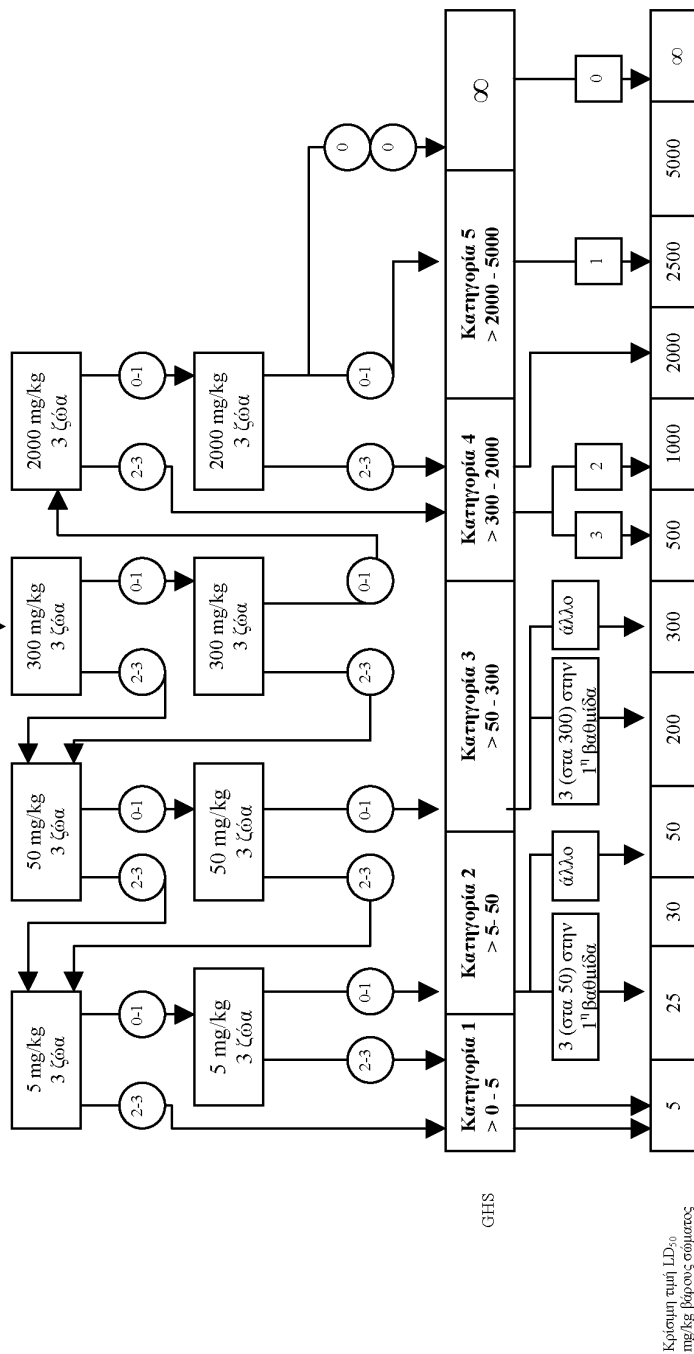 5 mg/kg
3 ζώα
50 mg/kg
3 ζώα
300 mg/kg
3 ζώα
2000 mg/kg
3 ζώα
2-3
0-1
2-3
0-1
2-3
0-1
2-3
0-1
5 mg/kg
3 ζώα
50 mg/kg
3 ζώα
300 mg/kg
3 ζώα
2000 mg/kg
3 ζώα
2-3
0-1
2-3
0-1
2-3
0-1
2-3
0-1
0
0
GHS
Κατηγορία 1
> 0 - 5
Κατηγορία 2
> 5- 50
Κατηγορία 3
> 50 - 300
Κατηγορία 4
> 300 - 2000
Κατηγορία 5
> 2000 - 5000
∞
3 (στα 50) στην
1η βαθμίδα
άλλο
3 (στα 300) στην
1η βαθμίδα
άλλο
3
2
1
0
Κρίσιμη τιμή LD50
mg/kg βάρους σώματος
5
25
30
50
200
300
500
1000
2000
2500
5000
∞